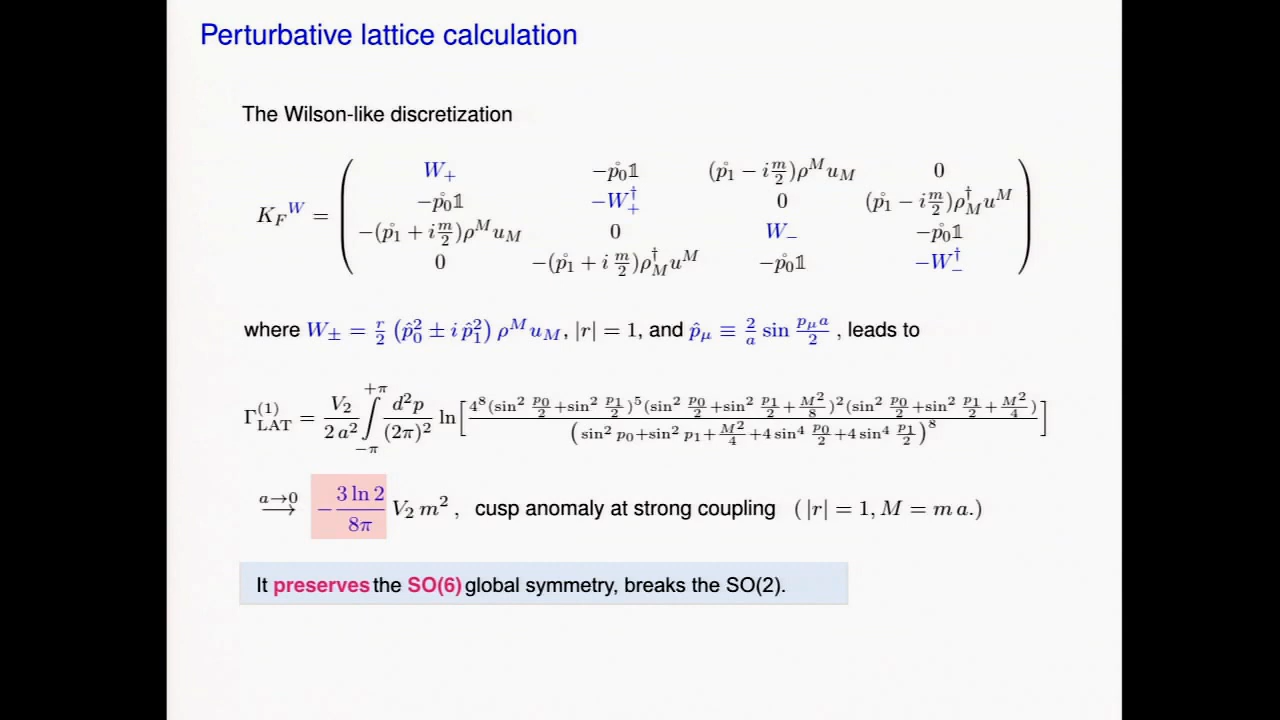 Perturbative lattice calculation
The Wilson-like discretization
K_F^W = ( W_+   −p̊_0 𝟙   (p̊_1 − i m/2)ρ^M u_M   0
−p̊_0 𝟙   −W_+^†   0   (p̊_1 − i m/2)ρ_M^† u^M
−(p̊_1 + i m/2)ρ^M u_M   0   W_−   −p̊_0 𝟙
0   −(p̊_1 + i m/2)ρ_M^† u^M   −p̊_0 𝟙   −W_−^† )
where W_± = r/2 (p̂_0^2 ± i p̂_1^2) ρ^M u_M, |r| = 1, and p̂_μ ≡ 2/a sin p_μ a/2 , leads to
Γ_LAT^(1) = V_2/(2 a^2) ∫_{−π}^{+π} d^2p/(2π)^2 ln[ 4^8 (sin^2 p_0/2 + sin^2 p_1/2)^5 (sin^2 p_0/2 + sin^2 p_1/2 + M^2/8)^2 (sin^2 p_0/2 + sin^2 p_1/2 + M^2/4) / (sin^2 p_0 + sin^2 p_1 + M^2/4 + 4 sin^4 p_0/2 + 4 sin^4 p_1/2)^8 ]
a→0 ⟶ − 3 ln 2/8π V_2 m^2 , cusp anomaly at strong coupling ( |r| = 1, M = m a.)
It preserves the SO(6) global symmetry, breaks the SO(2).